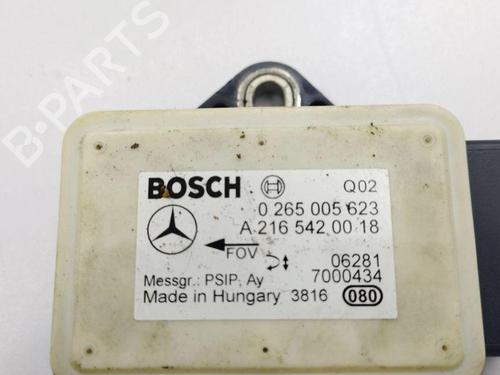 B-PARTS
BOSCH Q02
0 265 005 623
A 216 542 00 18
FOV
06281
Messgr.: PSIP, Ay 7000434
Made in Hungary 3816 080